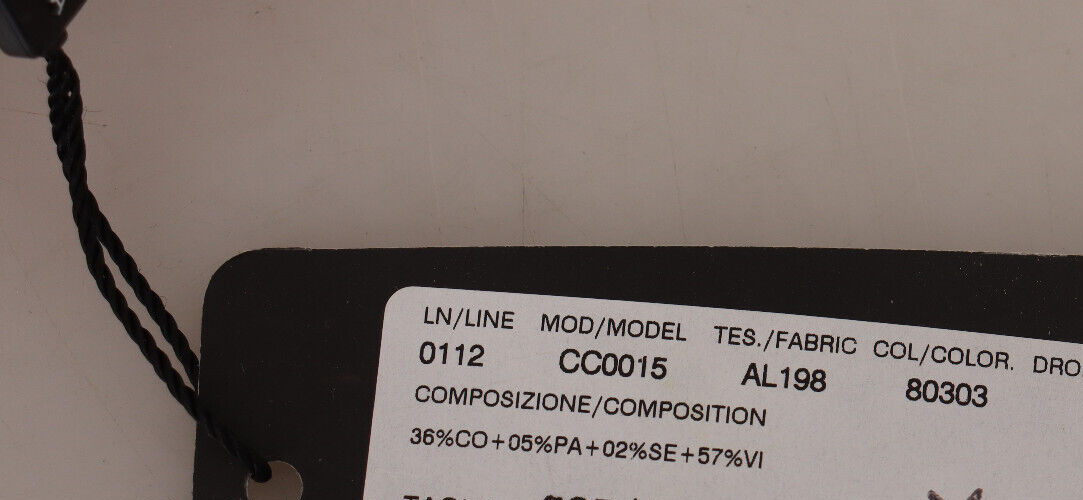 LN/LINE MOD/MODEL TES./FABRIC COL/COLOR. DRO
0112 CC0015 AL198 80303
COMPOSIZIONE/COMPOSITION
36%CO+05%PA+02%SE+57%VI